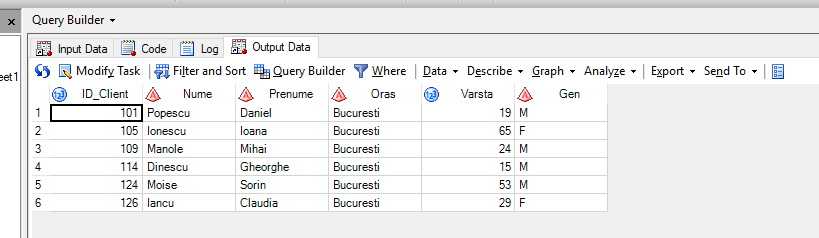 Query Builder
eet1
Input Data Code Log Output Data
Modify Task Filter and Sort Query Builder Where Data Describe Graph Analyze Export Send To
123 ID_Client Nume Prenume Oras 123 Varsta Gen
1 101 Popescu Daniel Bucuresti 19 M
2 105 Ionescu Ioana Bucuresti 65 F
3 109 Manole Mihai Bucuresti 24 M
4 114 Dinescu Gheorghe Bucuresti 15 M
5 124 Moise Sorin Bucuresti 53 M
6 126 Iancu Claudia Bucuresti 29 F